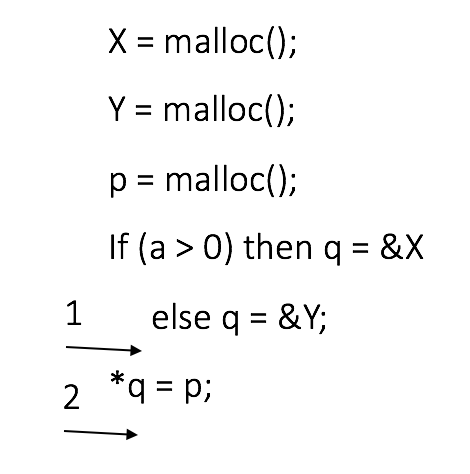 X = malloc();
Y = malloc();
p = malloc();
If (a > 0) then q = &X
1 else q = &Y;
2 *q = p;